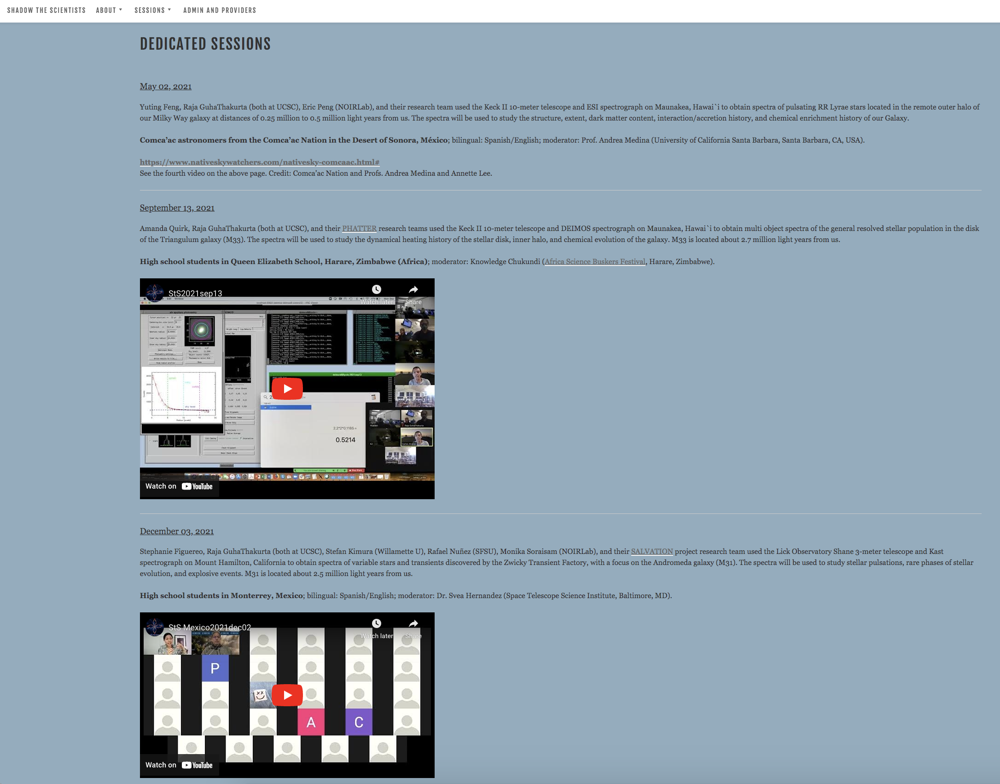 SHADOW THE SCIENTISTS ABOUT SESSIONS ADMIN AND PROVIDERS
DEDICATED SESSIONS
May 02, 2021
Yuting Feng, Raja GuhaThakurta (both at UCSC), Eric Peng (NOIRLab), and their research team used the Keck II 10-meter telescope and ESI spectrograph on Maunakea, Hawai`i to obtain spectra of pulsating RR Lyrae stars located in the remote outer halo of
our Milky Way galaxy at distances of 0.25 million to 0.5 million light years from us. The spectra will be used to study the structure, extent, dark matter content, interaction/accretion history, and chemical enrichment history of our Galaxy.
Comca’ac astronomers from the Comca’ac Nation in the Desert of Sonora, México; bilingual: Spanish/English; moderator: Prof. Andrea Medina (University of California Santa Barbara, Santa Barbara, CA, USA).
https://www.nativeskywatchers.com/nativesky-comcaac.html#
See the fourth video on the above page. Credit: Comca’ac Nation and Profs. Andrea Medina and Annette Lee.
September 13, 2021
Amanda Quirk, Raja GuhaThakurta (both at UCSC), and their PHATTER research teams used the Keck II 10-meter telescope and DEIMOS spectrograph on Maunakea, Hawai`i to obtain multi object spectra of the general resolved stellar population in the disk
of the Triangulum galaxy (M33). The spectra will be used to study the dynamical heating history of the stellar disk, inner halo, and chemical evolution of the galaxy. M33 is located about 2.7 million light years from us.
High school students in Queen Elizabeth School, Harare, Zimbabwe (Africa); moderator: Knowledge Chukundi (Africa Science Buskers Festival, Harare, Zimbabwe).
StS2021sep13
Watch later Share
2.2*2*0.1185 =
0.5214
Raja GuhaThakurta
Carlos Alvarez
Watch on YouTube
December 03, 2021
Stephanie Figuereo, Raja GuhaThakurta (both at UCSC), Stefan Kimura (Willamette U), Rafael Nuñez (SFSU), Monika Soraisam (NOIRLab), and their SALVATION project research team used the Lick Observatory Shane 3-meter telescope and Kast
spectrograph on Mount Hamilton, California to obtain spectra of variable stars and transients discovered by the Zwicky Transient Factory, with a focus on the Andromeda galaxy (M31). The spectra will be used to study stellar pulsations, rare phases of stellar
evolution, and explosive events. M31 is located about 2.5 million light years from us.
High school students in Monterrey, Mexico; bilingual: Spanish/English; moderator: Dr. Svea Hernandez (Space Telescope Science Institute, Baltimore, MD).
StS Mexico2021dec02
Watch later Share
P
A C
Watch on YouTube